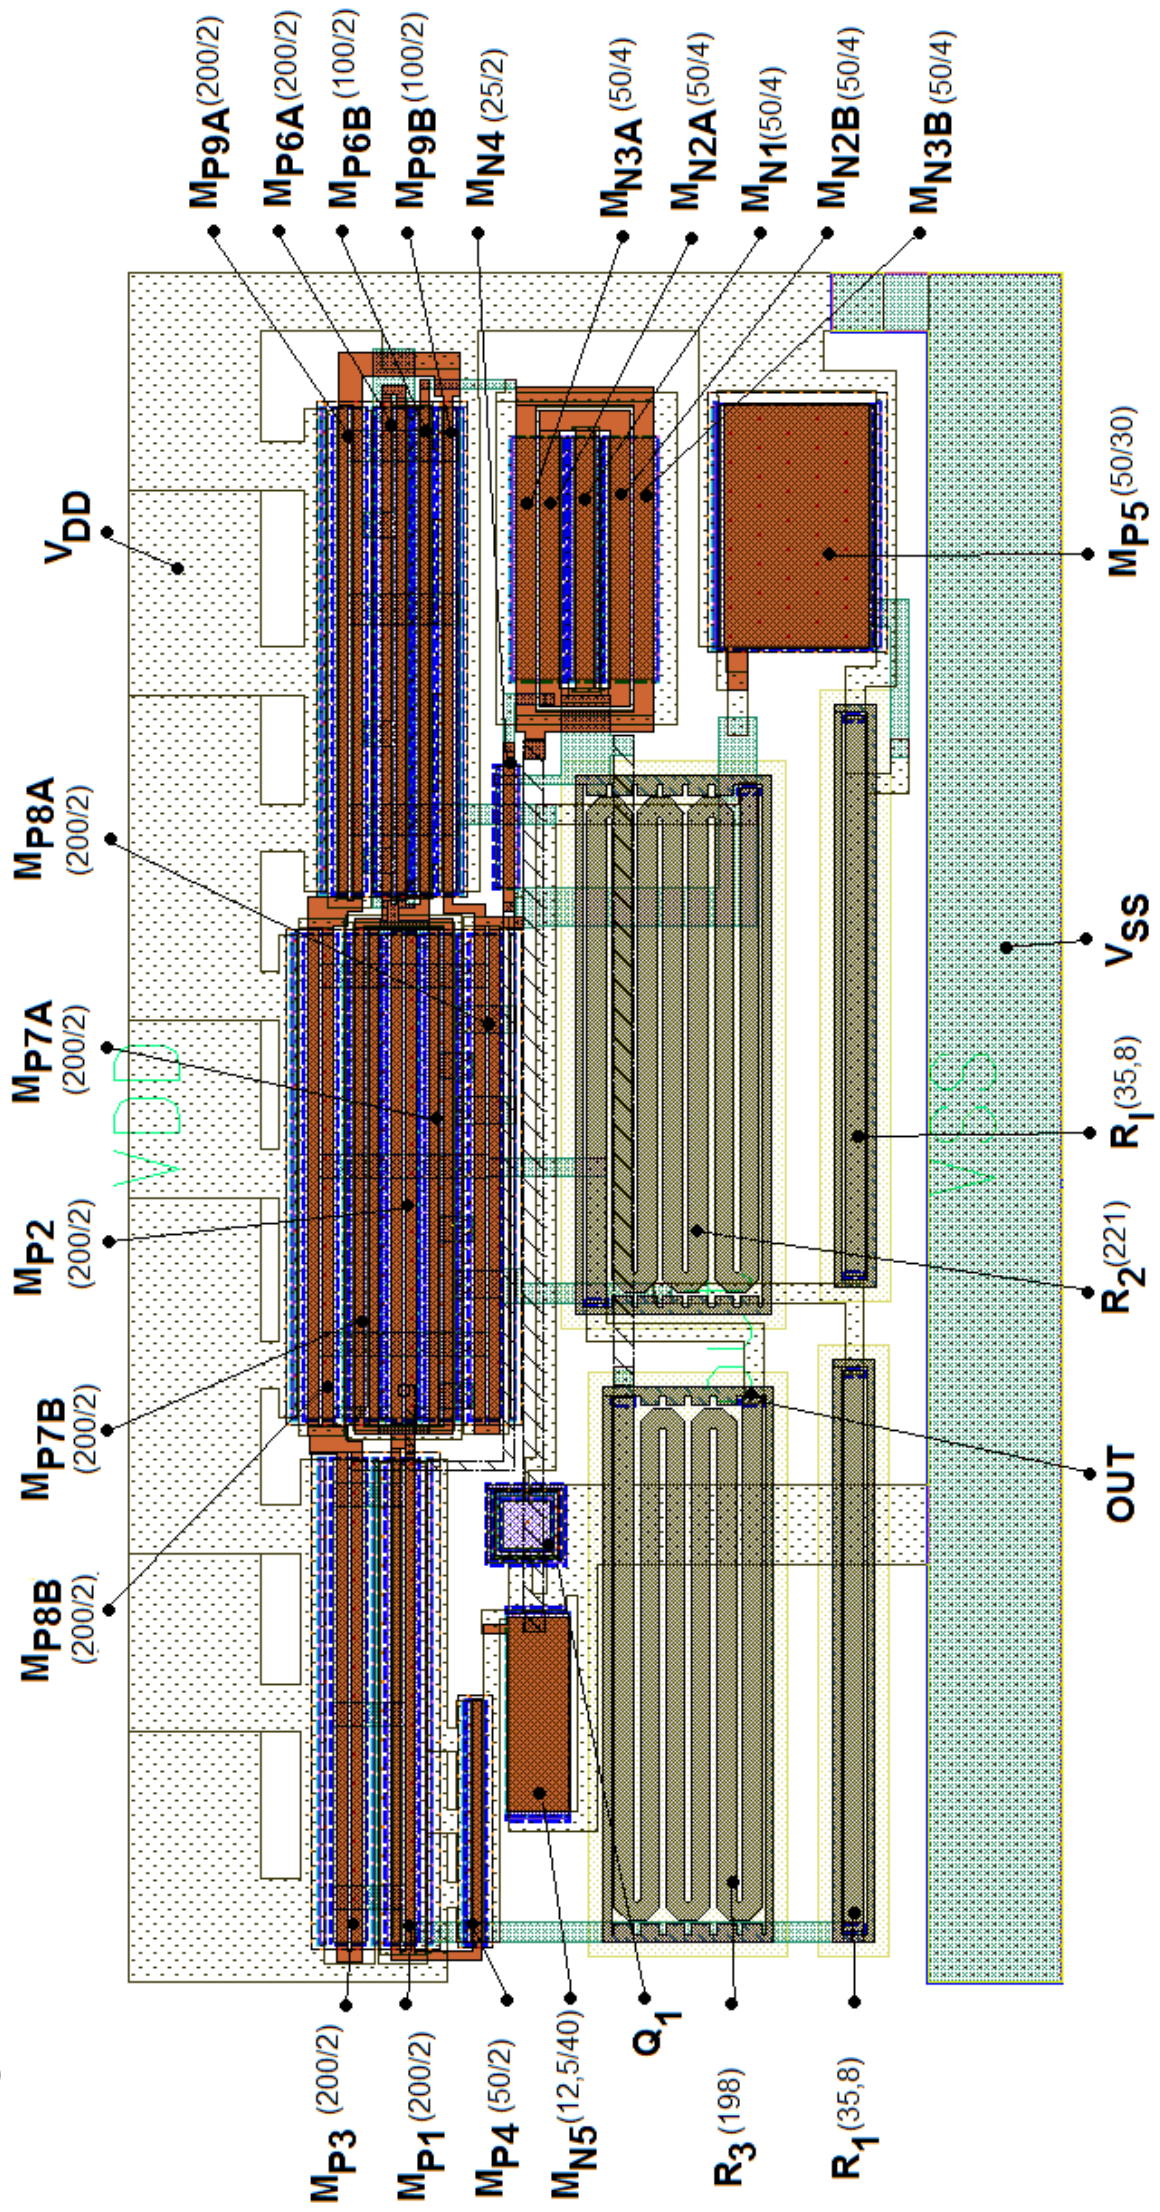 MP9A(200/2)
MP6A(200/2)
MP6B(100/2)
MP9B(100/2)
MN4 (25/2)
MN3A (50/4)
MN2A(50/4)
MN1(50/4)
MN2B(50/4)
MN3B (50/4)
VDD
MP8A
(200/2)
MP7A
(200/2)
MP2
(200/2)
MP7B
(200/2)
MP8B
(200/2)
VDD
MP5(50/30)
VSS
VSS
RI(35,8)
R2(221)
OUT
MP3 (200/2)
MP1(200/2)
MP4 (50/2)
MN5(12,5/40)
Q1
R3(198)
R1(35,8)